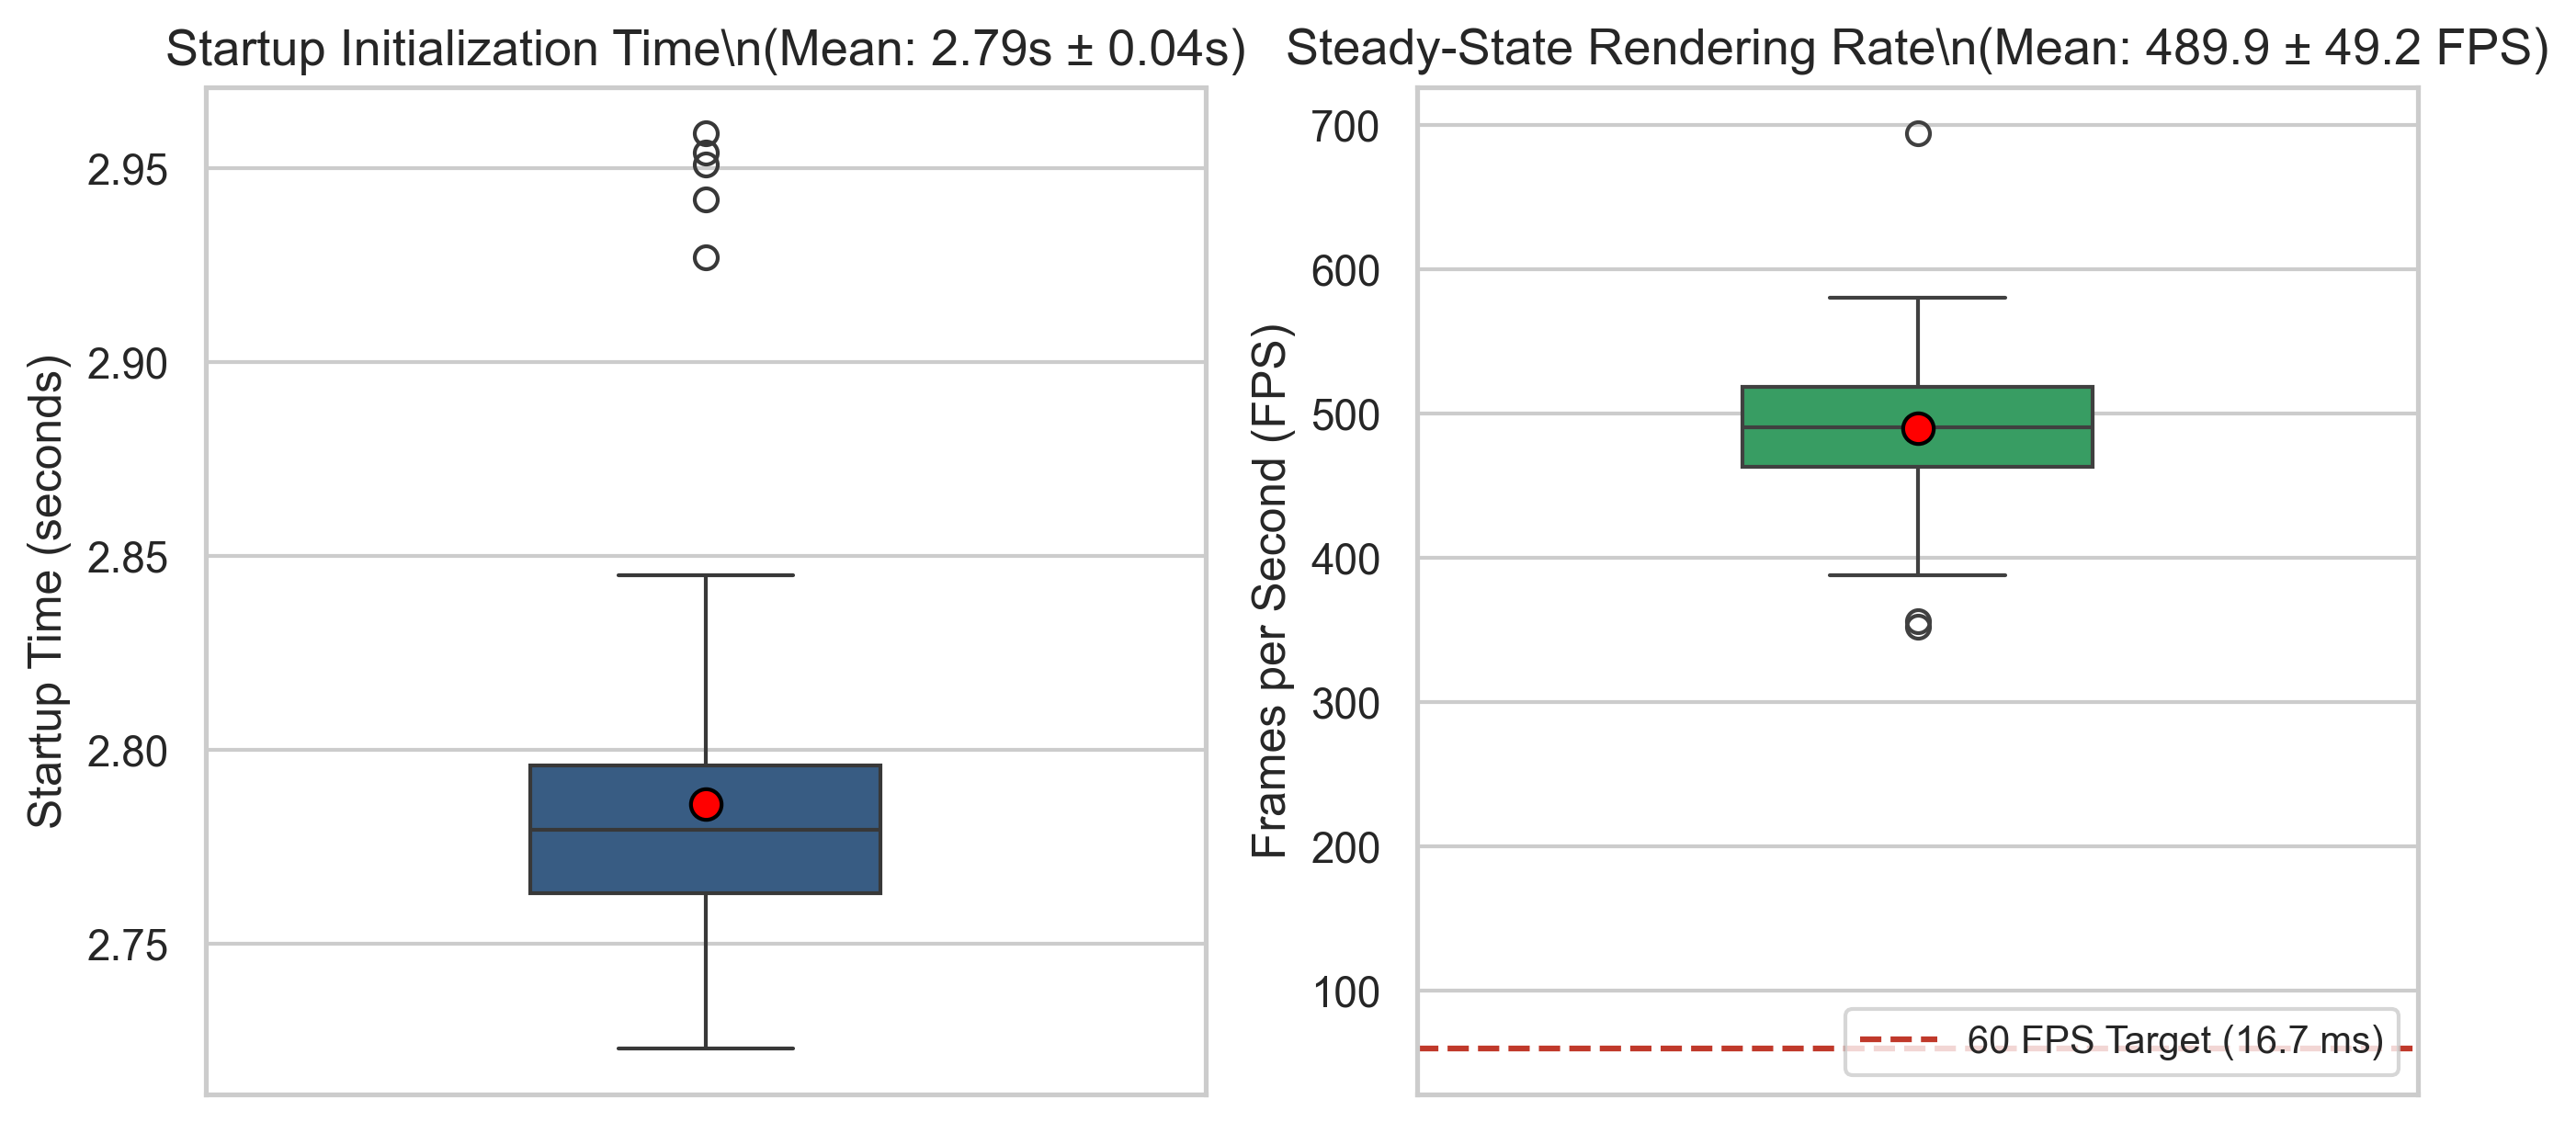 Startup Initialization Time\n(Mean: 2.79s ± 0.04s)
Startup Time (seconds)
2.95
2.90
2.85
2.80
2.75
Steady-State Rendering Rate\n(Mean: 489.9 ± 49.2 FPS)
Frames per Second (FPS)
700
600
500
400
300
200
100
60 FPS Target (16.7 ms)